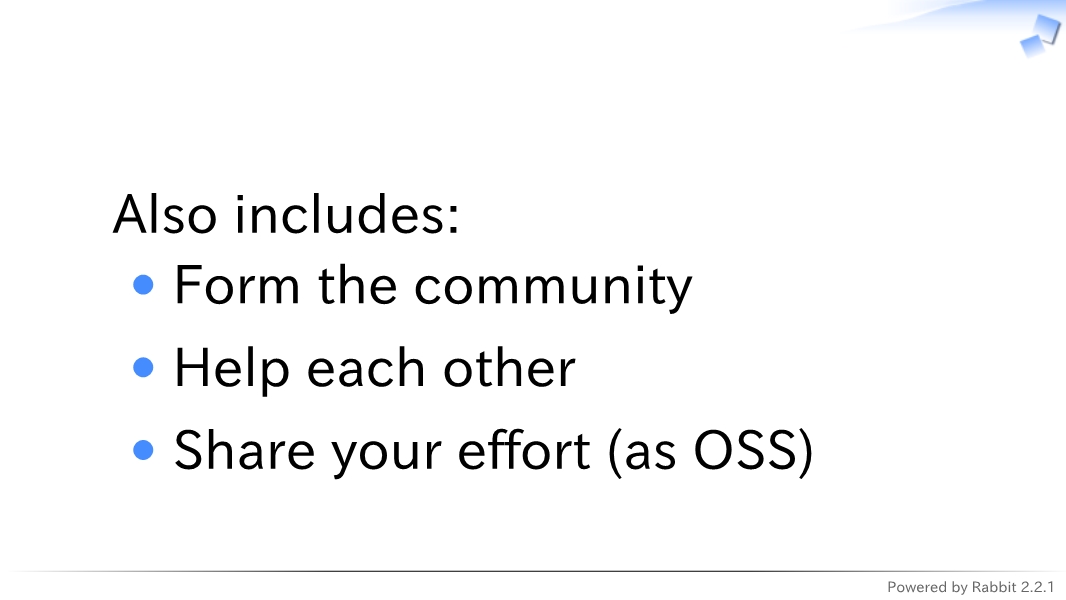 Also includes:
Form the community
Help each other
Share your effort (as OSS)
Powered by Rabbit 2.2.1